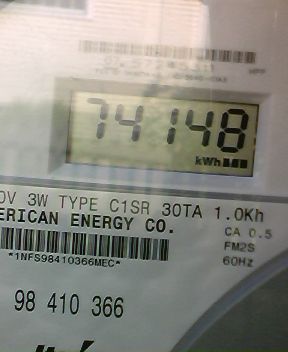 74148
kWh
0V 3W TYPE C1SR 30TA 1.0Kh
ERICAN ENERGY CO.
CA 0.5
FM2S
60Hz
*1NFS98410366MEC*
98 410 366